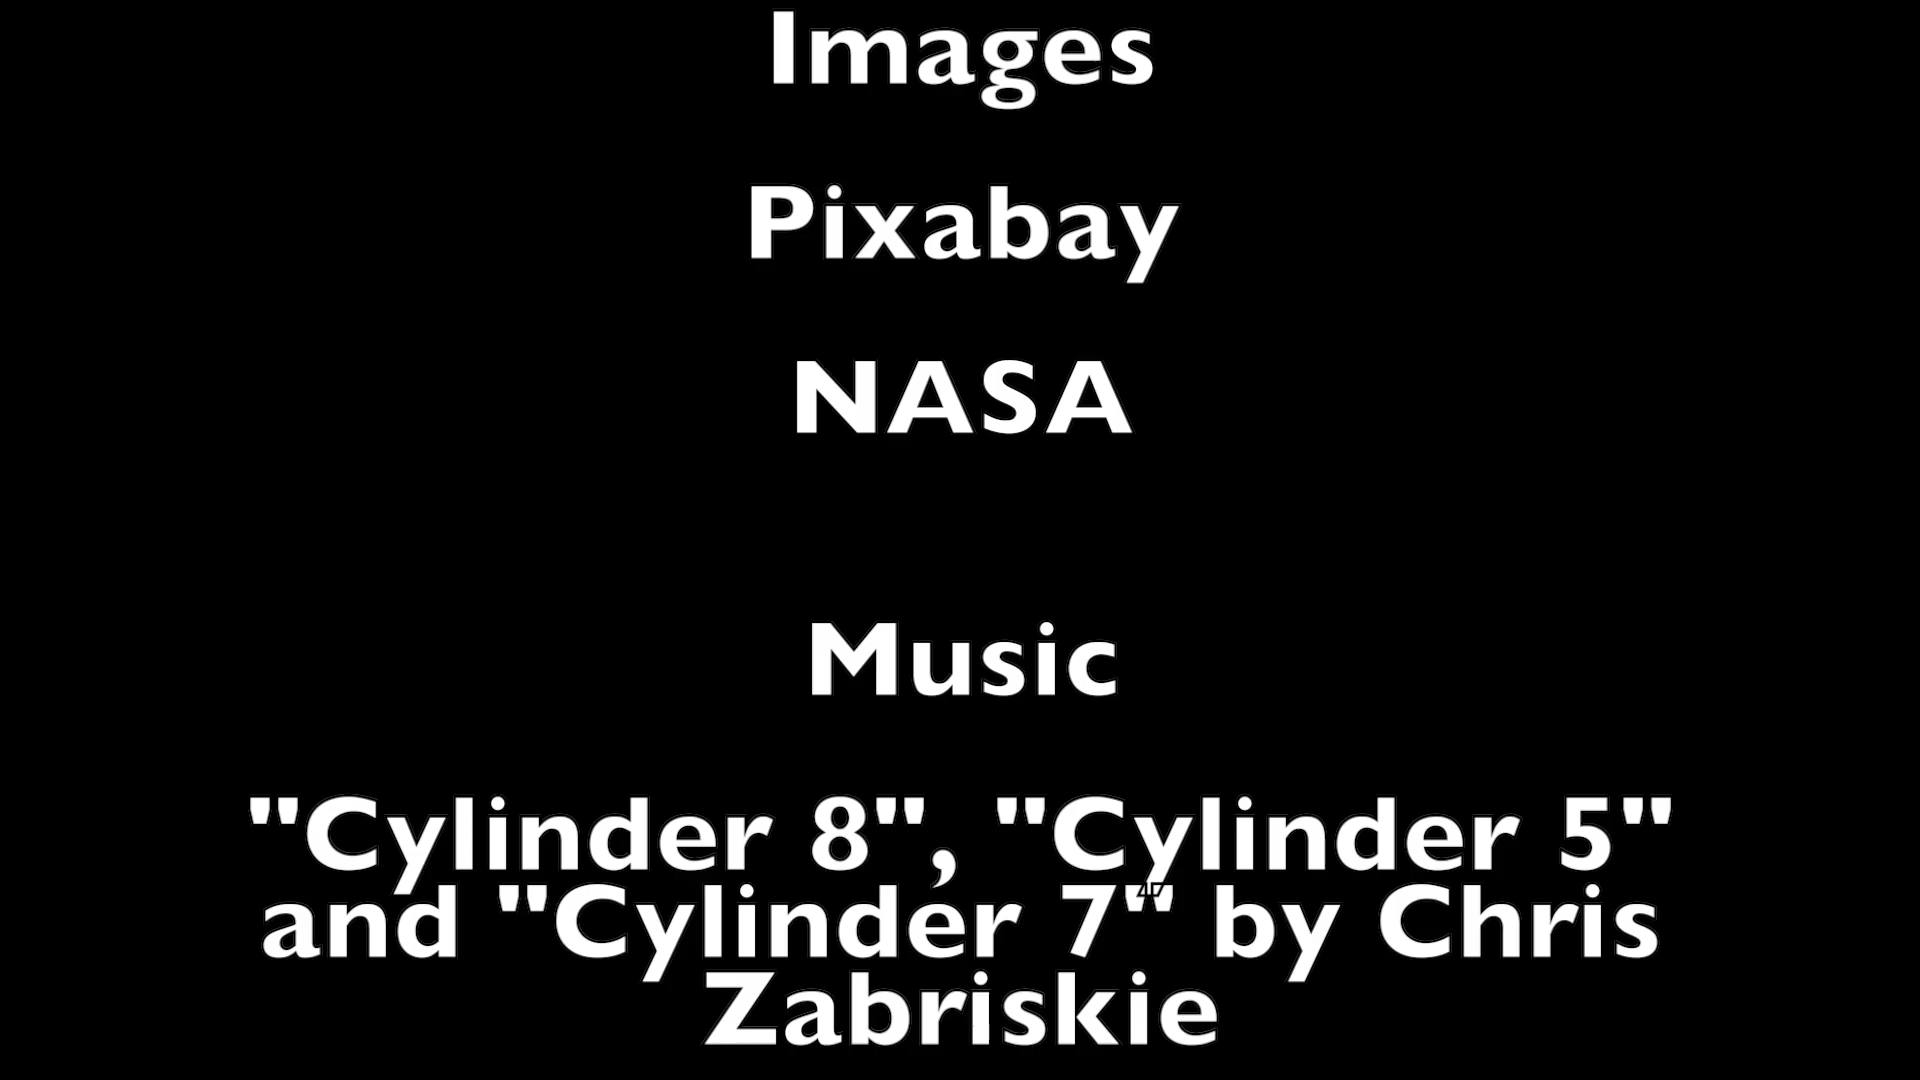 Images
Pixabay
NASA
Music
"Cylinder 8", "Cylinder 5"
and "Cylinder 7" by Chris
Zabriskie